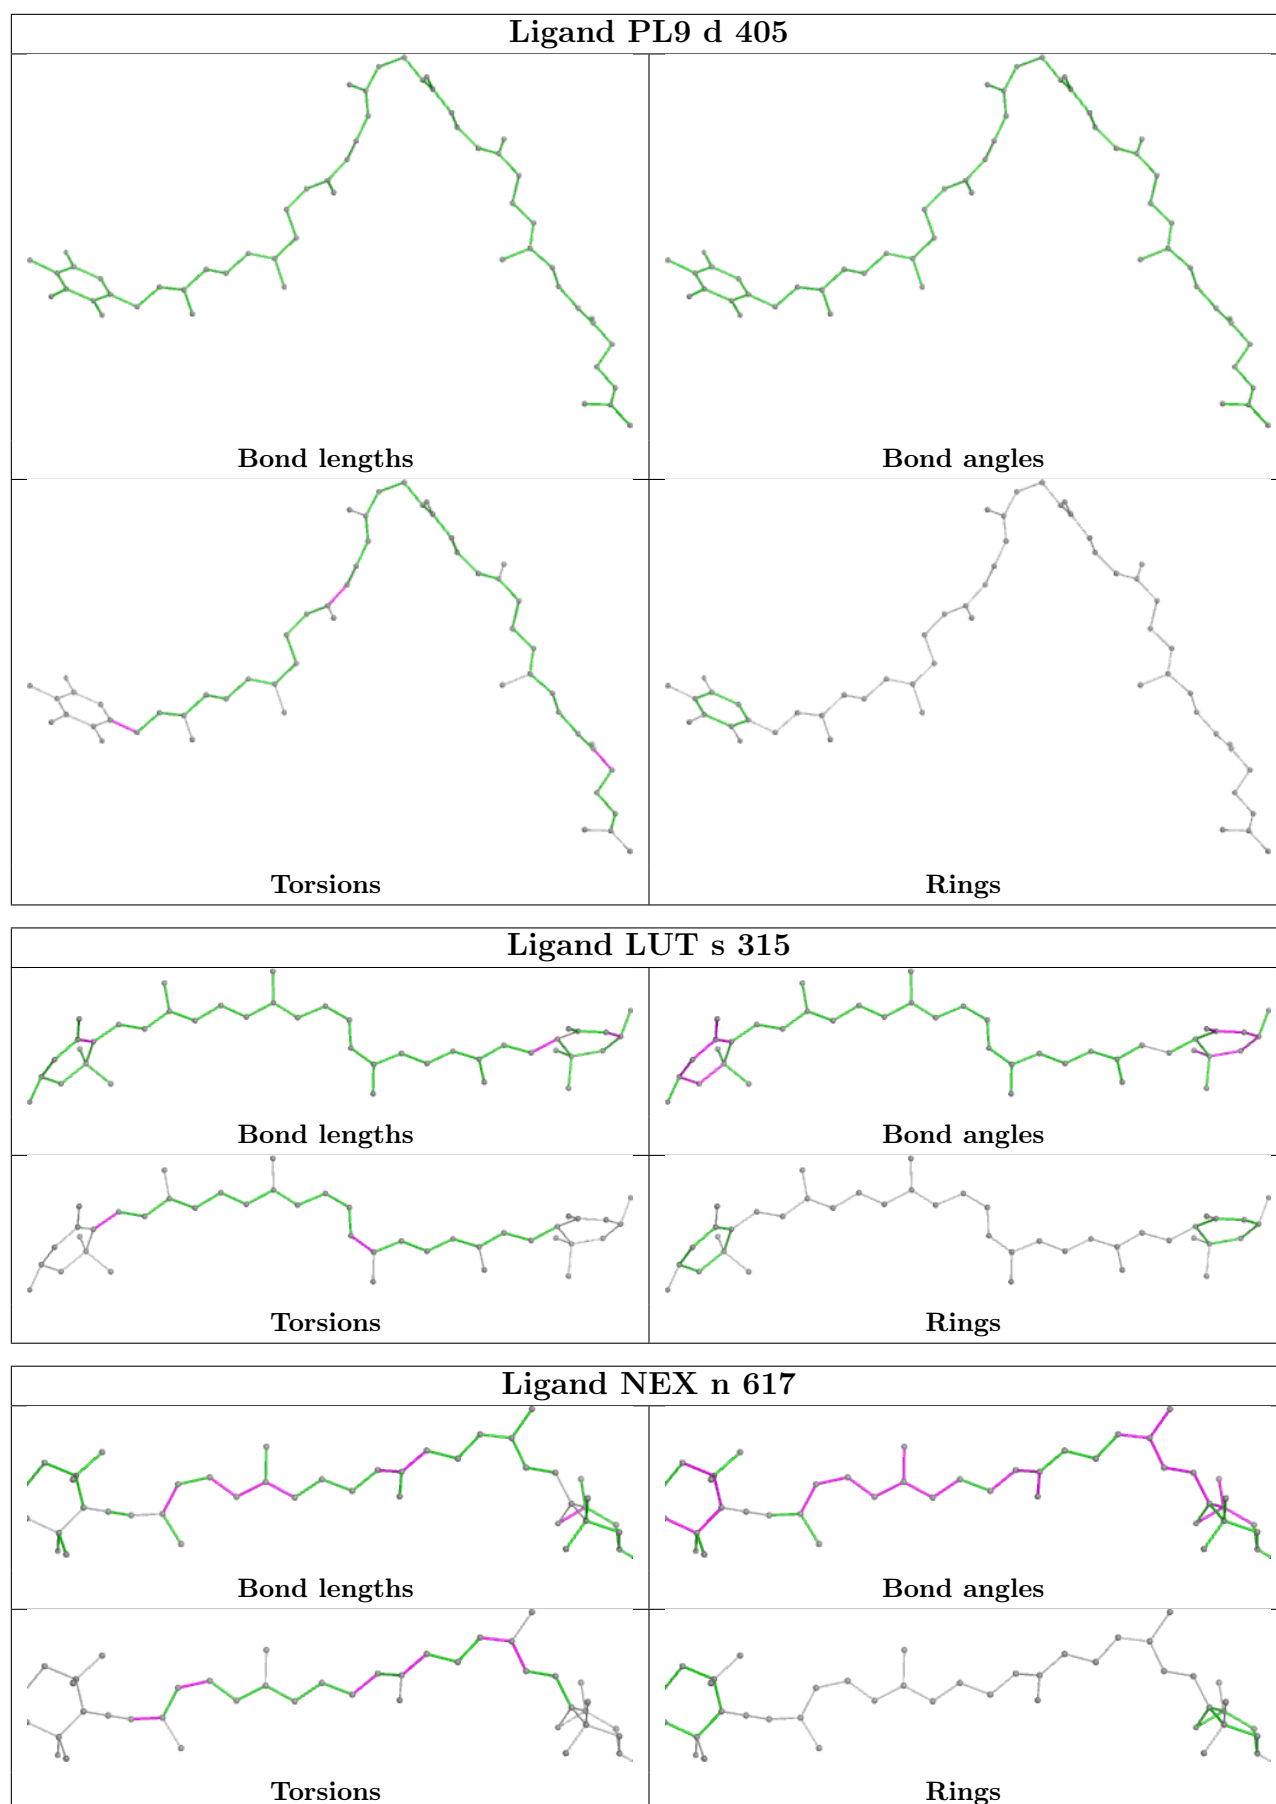 Ligand PL9 d 405
Bond lengths
Bond angles
Torsions
Rings
Ligand LUT s 315
Bond lengths
Bond angles
Torsions
Rings
Ligand NEX n 617
Bond lengths
Bond angles
Torsions
Rings